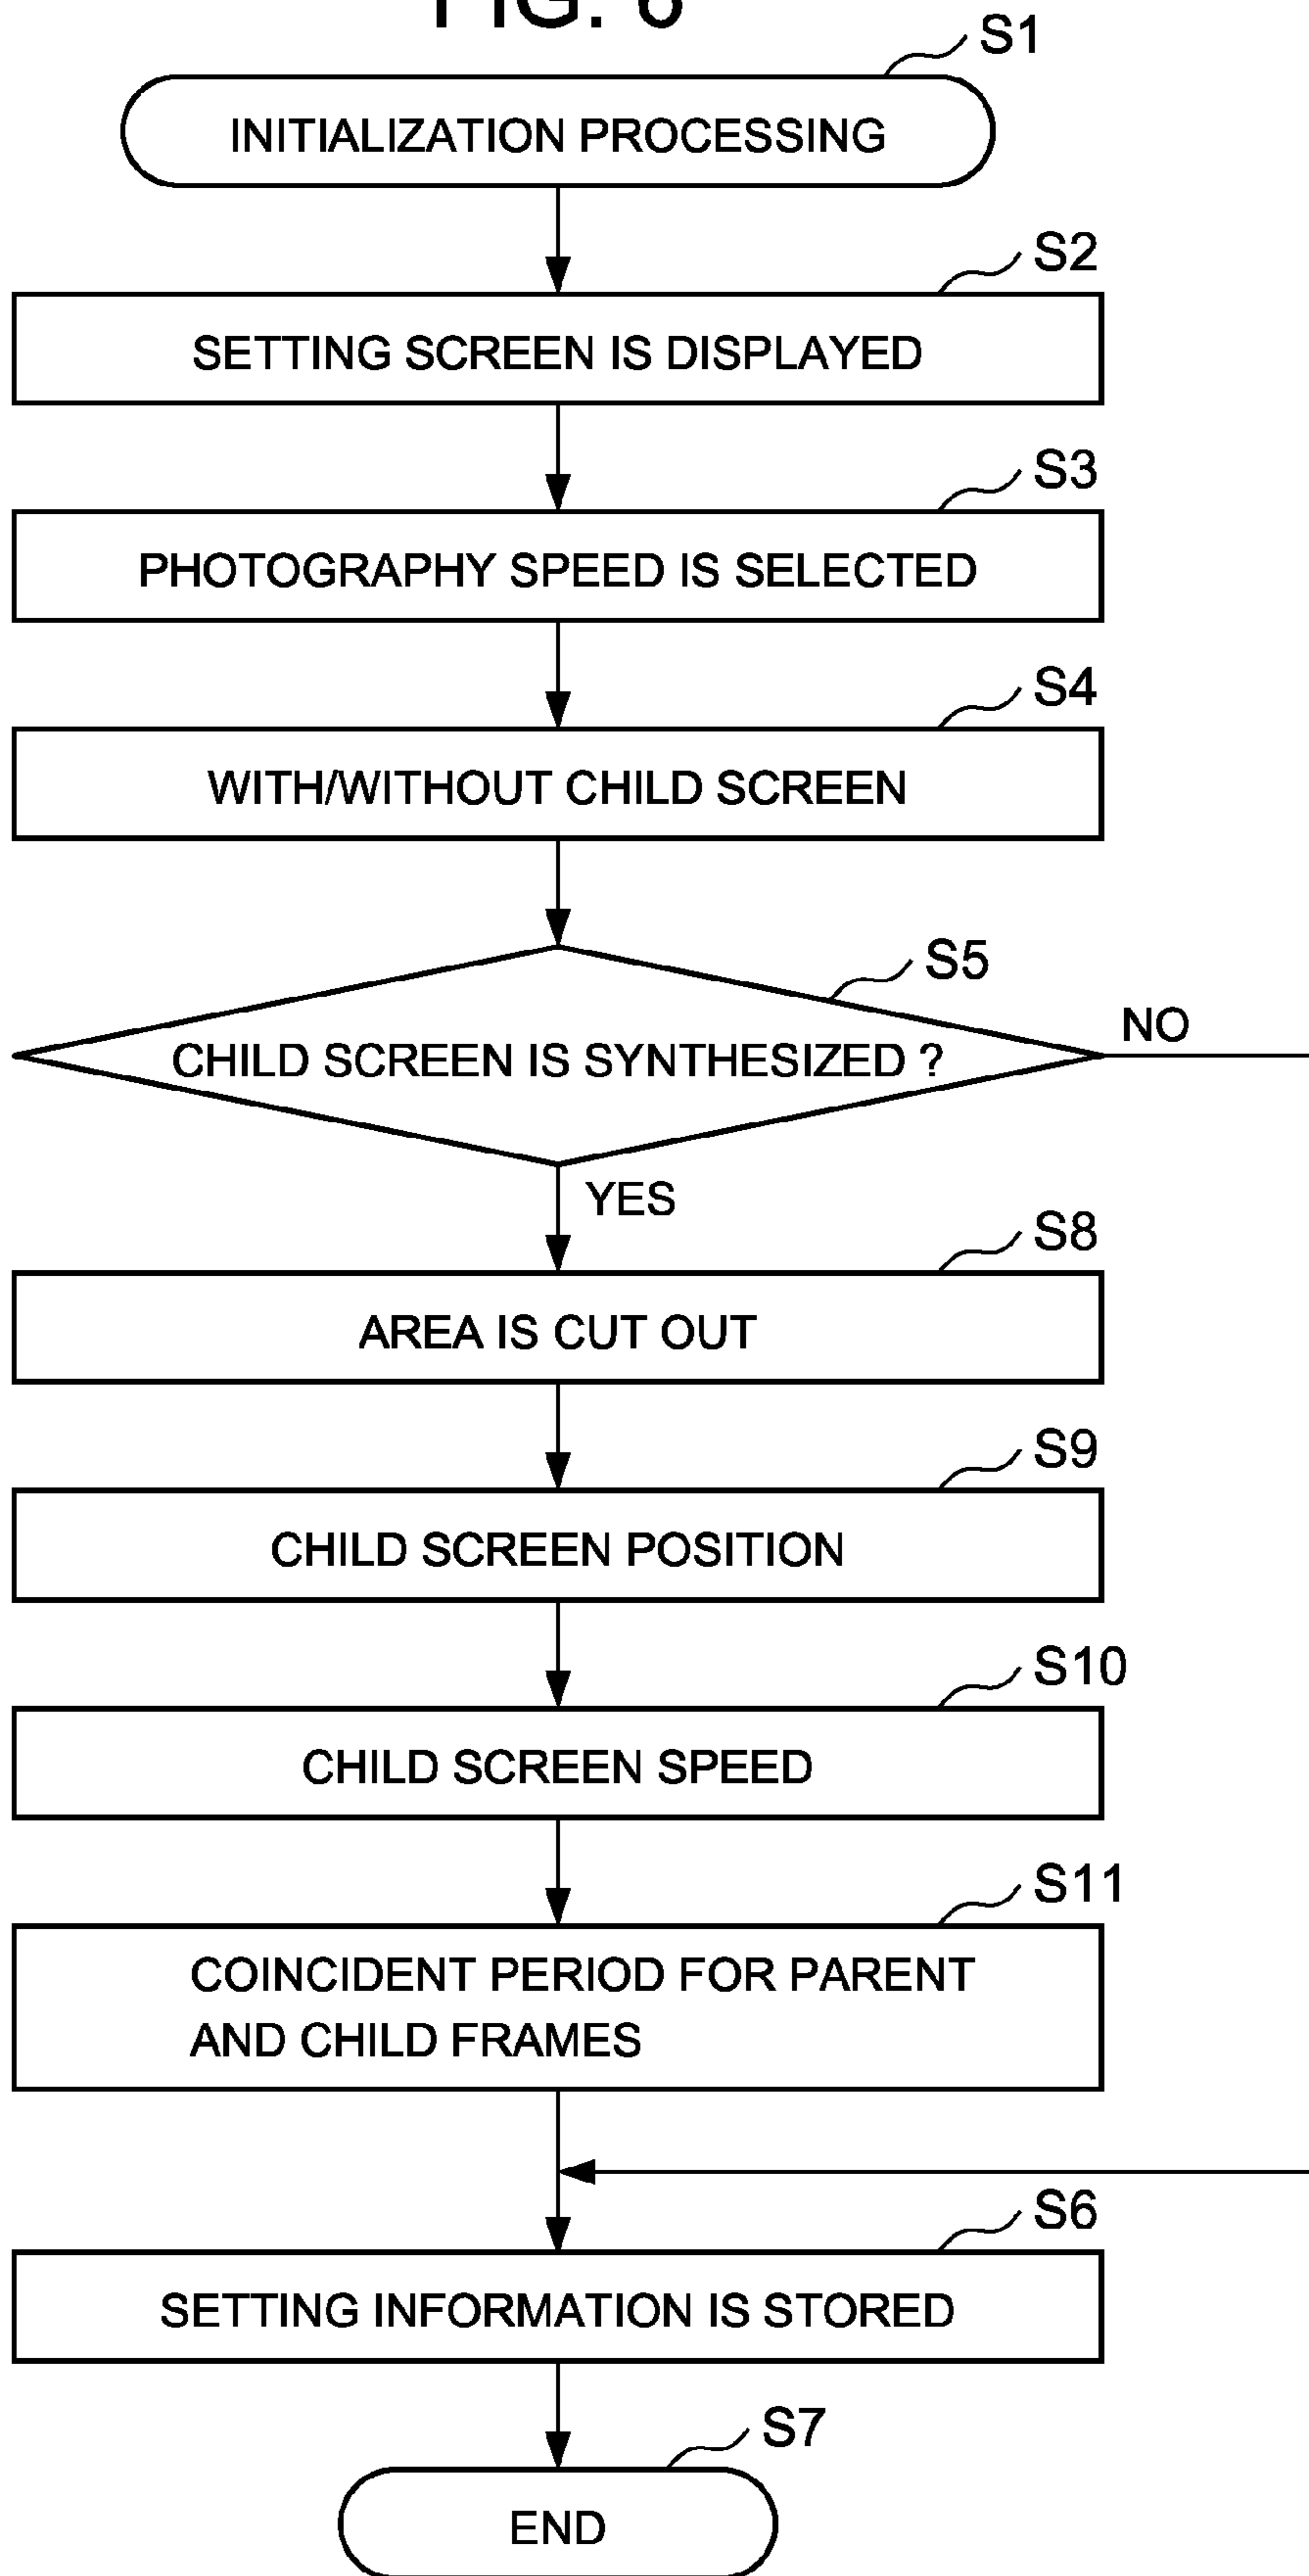 FIG.
S1
INITIALIZATION PROCESSING
S2
SETTING SCREEN IS DISPLAYED
S3
PHOTOGRAPHY SPEED IS SELECTED
S4
WITH/WITHOUT CHILD SCREEN
S5
CHILD SCREEN IS SYNTHESIZED ?
NO
YES
S8
AREA IS CUT OUT
S9
CHILD SCREEN POSITION
S10
CHILD SCREEN SPEED
S11
COINCIDENT PERIOD FOR PARENT
AND CHILD FRAMES
S6
SETTING INFORMATION IS STORED
S7
END